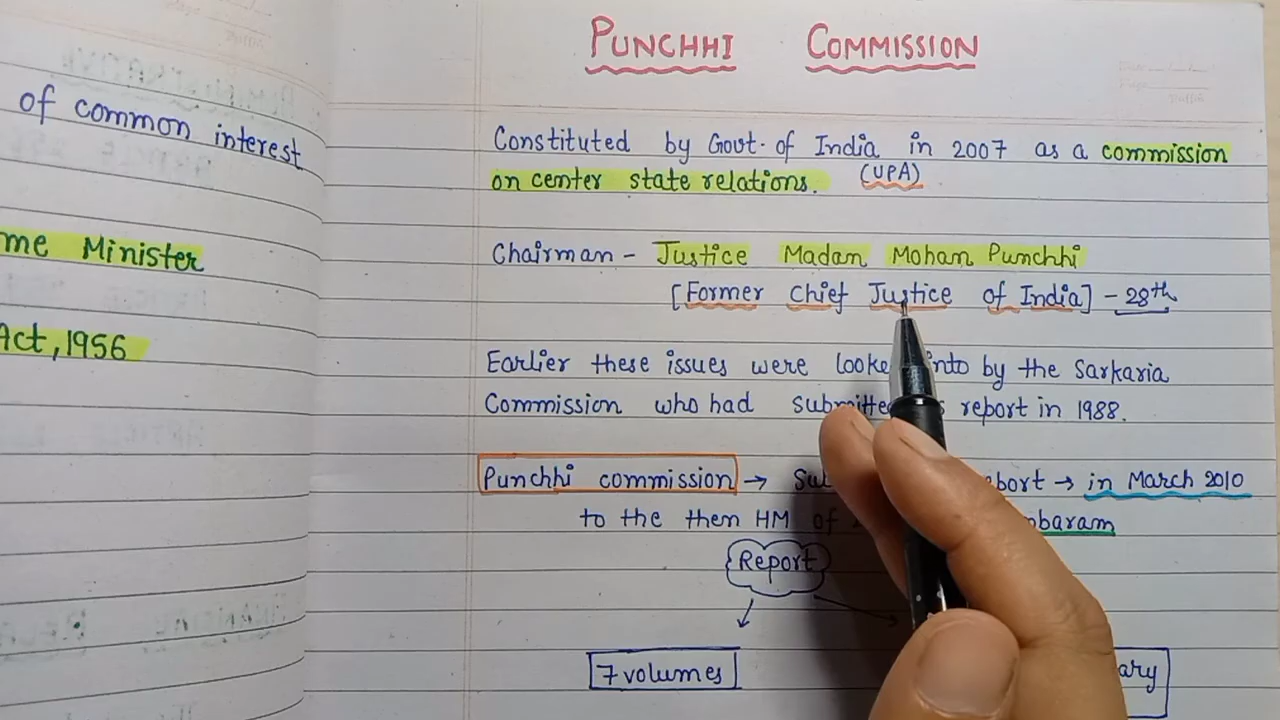 of common interest
me Minister
Act, 1956
PUNCHHI COMMISSION
Constituted by Govt. of India in 2007 as a commission
on center state relations. (UPA)
Chairman - Justice Madan Mohan Punchhi
[Former Chief Justice of India] - 28th
Earlier these issues were looke into by the Sarkaria
Commission who had submitte report in 1988.
Punchhi commission → → in March 2010
to the then HM of baram
Report
7 volumes
ary